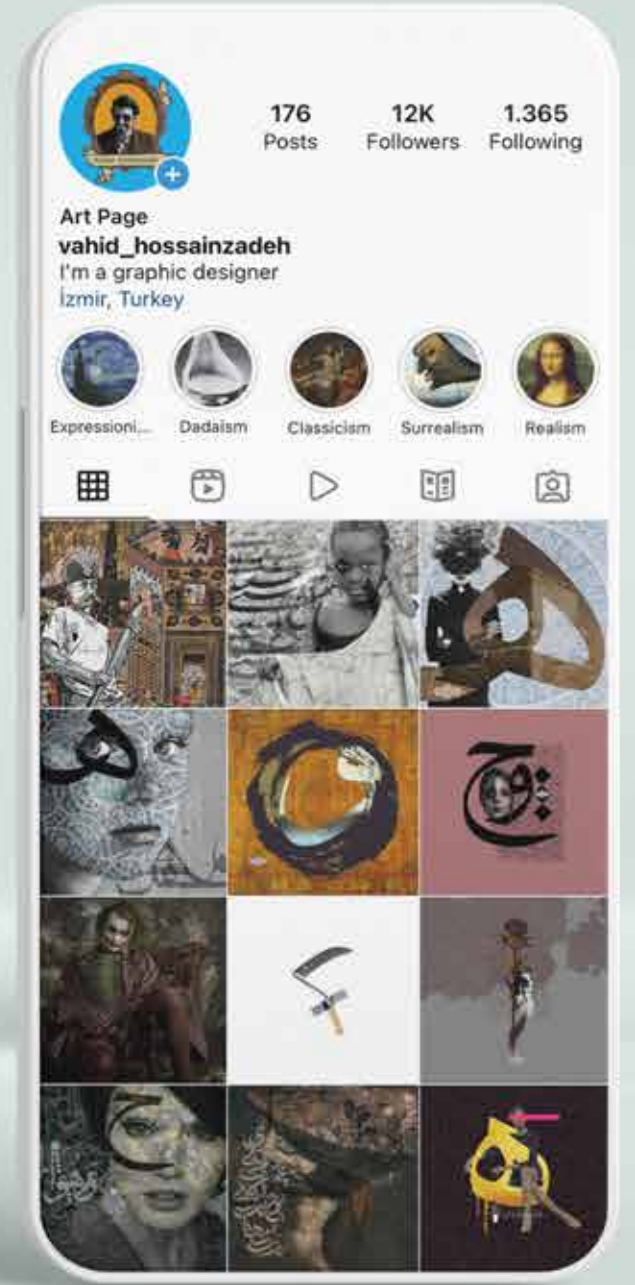 176 12K 1.365
Posts Followers Following
Art Page
vahid_hossainzadeh
I'm a graphic designer
İzmir, Turkey
Expressioni... Dadaism Classicism Surrealism Realism